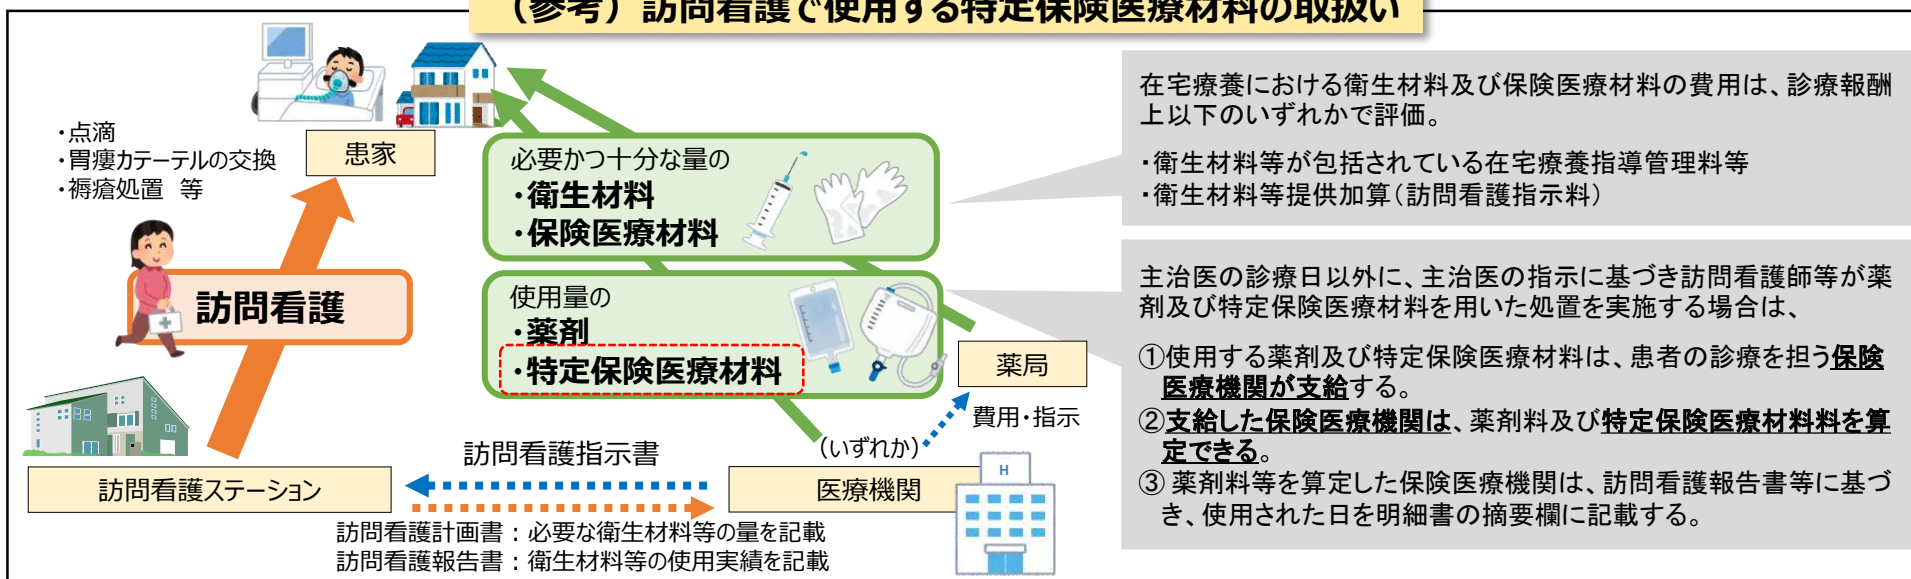 (参考)訪問看護で使用する特定保険医療材料の取扱い
・点滴
・胃瘻カテーテルの交換
・褥瘡処置 等
患家
訪問看護
訪問看護ステーション
必要かつ十分な量の
・衛生材料
・保険医療材料
使用量の
・薬剤
・特定保険医療材料
薬局
費用・指示
(いずれか)
訪問看護指示書
医療機関
H
訪問看護計画書：必要な衛生材料等の量を記載
訪問看護報告書：衛生材料等の使用実績を記載
在宅療養における衛生材料及び保険医療材料の費用は、診療報酬
上以下のいずれかで評価。
・衛生材料等が包括されている在宅療養指導管理料等
・衛生材料等提供加算(訪問看護指示料)
主治医の診療日以外に、主治医の指示に基づき訪問看護師等が薬
剤及び特定保険医療材料を用いた処置を実施する場合は、
①使用する薬剤及び特定保険医療材料は、患者の診療を担う保険
医療機関が支給する。
②支給した保険医療機関は、薬剤料及び特定保険医療材料料を算
定できる。
③薬剤料等を算定した保険医療機関は、訪問看護報告書等に基づ
き、使用された日を明細書の摘要欄に記載する。